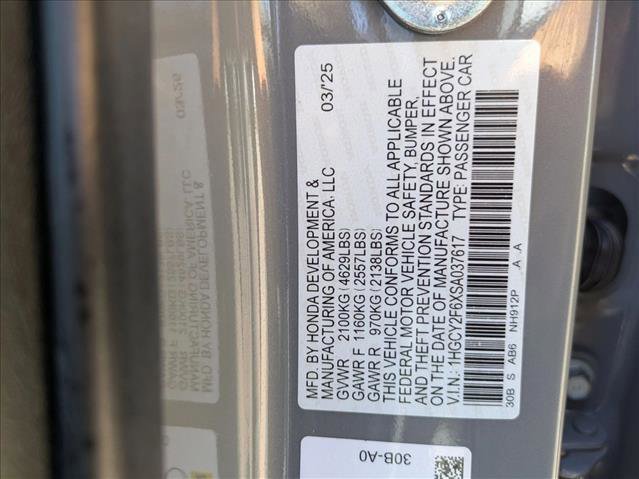 MFD. BY HONDA DEVELOPMENT &
MANUFACTURING OF AMERICA, LLC 03/'25
GVWR 2100KG (4629LBS)
GAWR F 1160KG (2557LBS)
GAWR R 970KG (2138LBS)
THIS VEHICLE CONFORMS TO ALL APPLICABLE
FEDERAL MOTOR VEHICLE SAFETY, BUMPER,
AND THEFT PREVENTION STANDARDS IN EFFECT
ON THE DATE OF MANUFACTURE SHOWN ABOVE.
V.I.N.: 1HGCY2F6XSA037617 TYPE: PASSENGER CAR
30B S AB6 NH912P A A
30B-A0